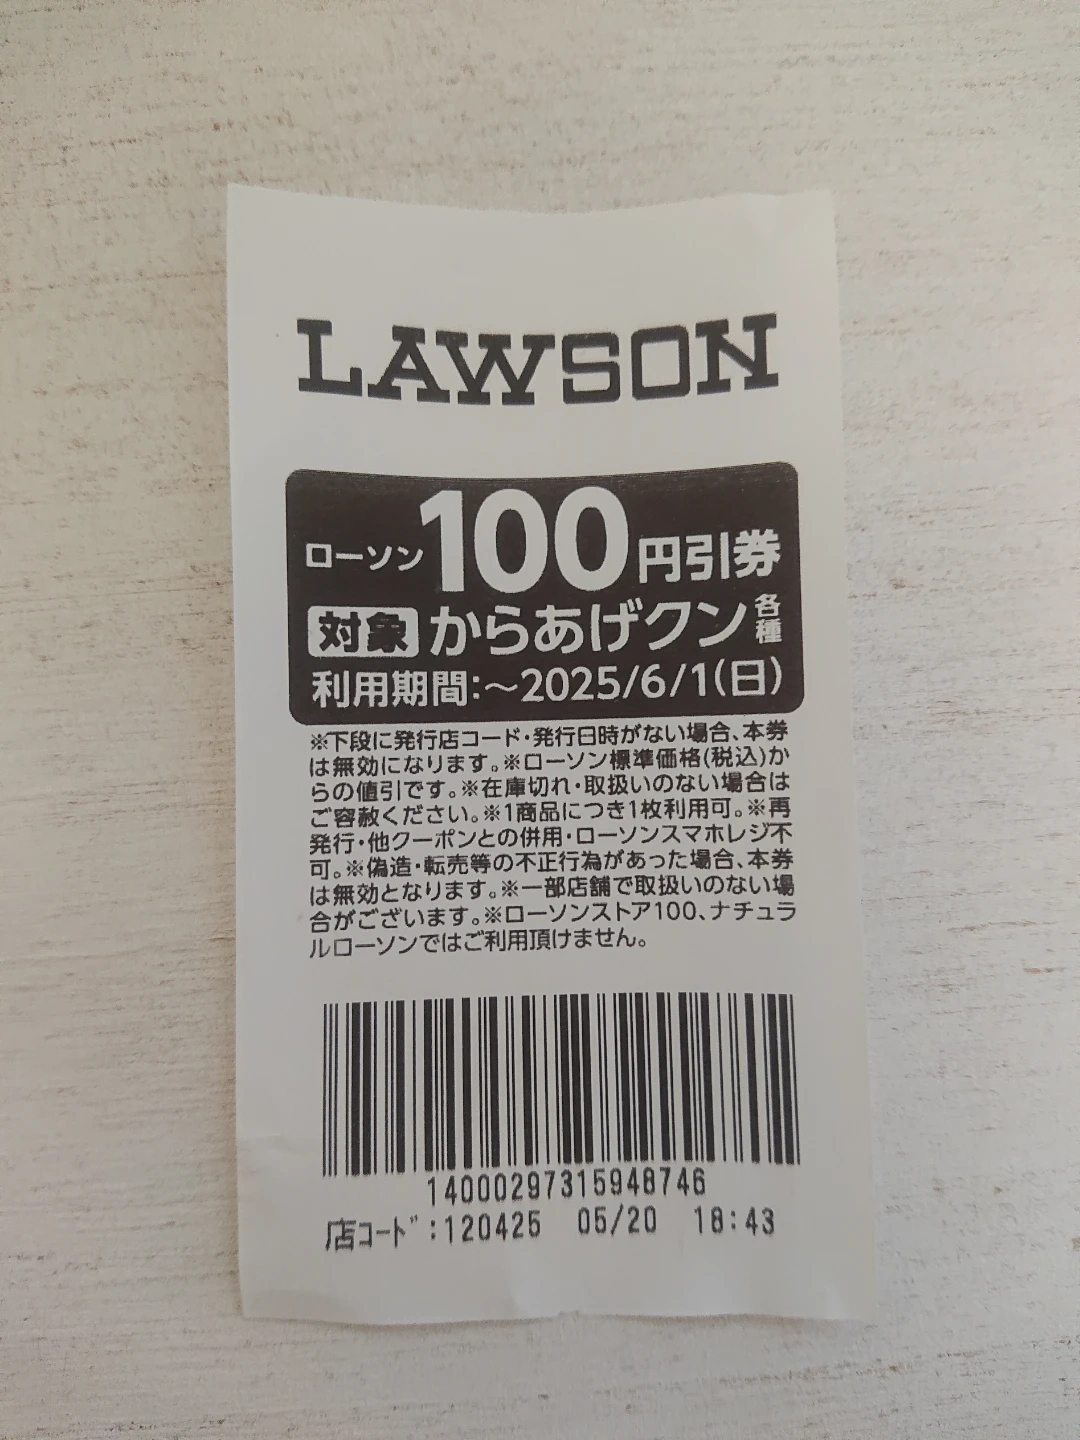 LAWSON
ローソン100円引券
対象 からあげクン各種
利用期間:～2025/6/1(日)
※下段に発行店コード・発行日時がない場合、本券
は無効になります。※ローソン標準価格(税込)か
らの値引です。※在庫切れ・取扱いのない場合は
ご容赦ください。※1商品につき1枚利用可。※再
発行・他クーポンとの併用・ローソンスマホレジ不
可。※偽造・転売等の不正行為があった場合、本券
は無効となります。※一部店舗で取扱いのない場
合がございます。※ローソンストア100、ナチュラ
ルローソンではご利用頂けません。
14000297315948746
店コード:120425 05/20 18:43